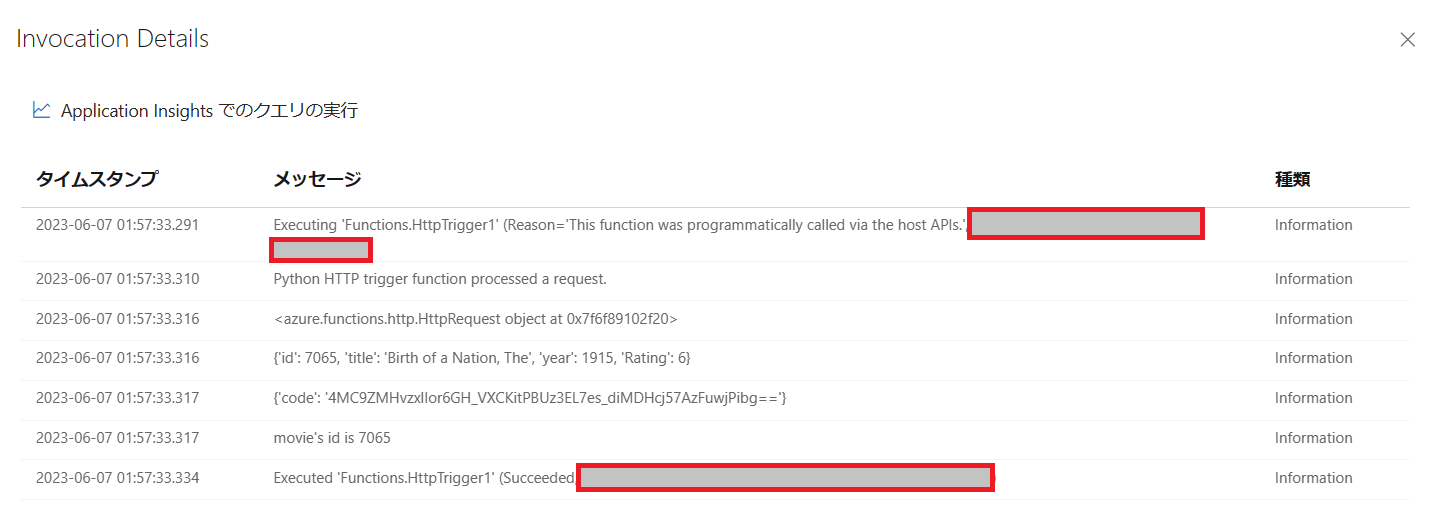 Invocation Details
Application Insights でのクエリの実行
タイムスタンプ メッセージ 種類
2023-06-07 01:57:33.291 Executing 'Functions.HttpTrigger1' (Reason='This function was programmatically called via the host APIs.', Information
2023-06-07 01:57:33.310 Python HTTP trigger function processed a request. Information
2023-06-07 01:57:33.316 <azure.functions.http.HttpRequest object at 0x7f6f89102f20> Information
2023-06-07 01:57:33.316 {'id': 7065, 'title': 'Birth of a Nation, The', 'year': 1915, 'Rating': 6} Information
2023-06-07 01:57:33.317 {'code': '4MC9ZMHvzxIlor6GH_VXCKitPBUz3EL7es_diMDHcj57AzFuwjPibg=='} Information
2023-06-07 01:57:33.317 movie's id is 7065 Information
2023-06-07 01:57:33.334 Executed 'Functions.HttpTrigger1' (Succeeded, Information